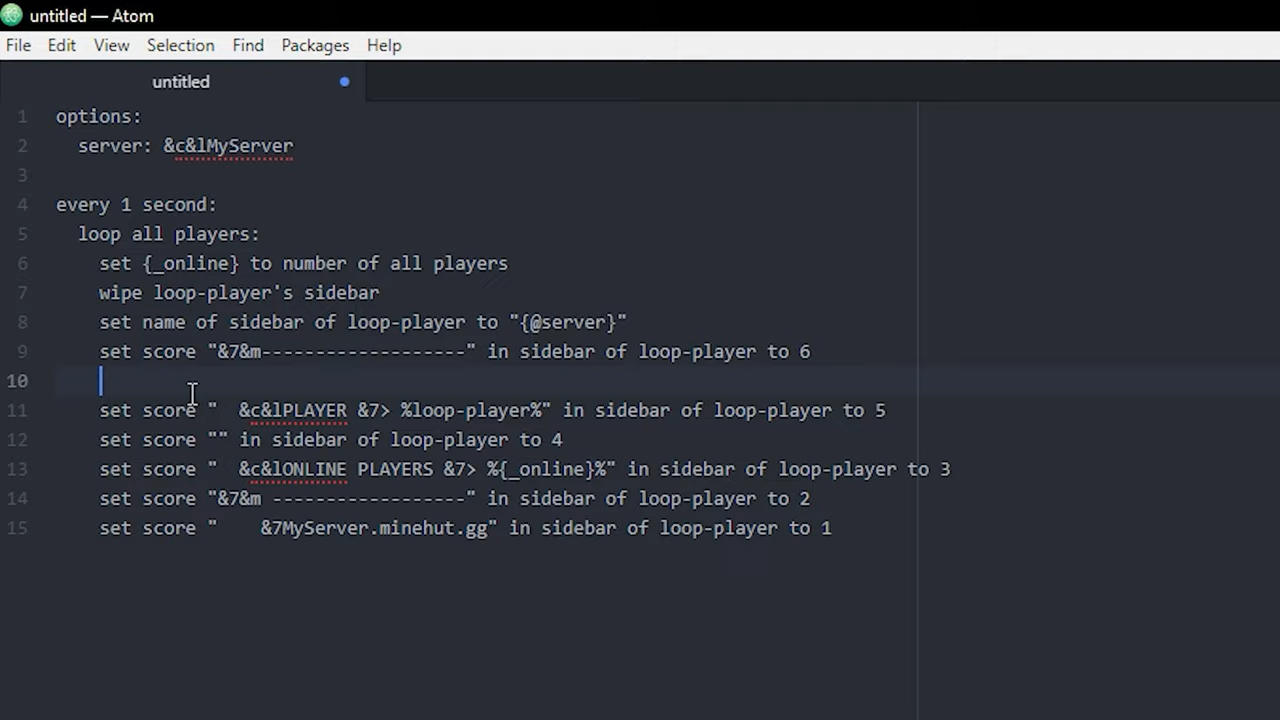 untitled — Atom
File Edit View Selection Find Packages Help
untitled
1 options:
2   server: &c&lMyServer
3
4 every 1 second:
5   loop all players:
6     set {_online} to number of all players
7     wipe loop-player's sidebar
8     set name of sidebar of loop-player to "{@server}"
9     set score "&7&m-------------------" in sidebar of loop-player to 6
10
11     set score "  &c&lPLAYER &7> %loop-player%" in sidebar of loop-player to 5
12     set score "" in sidebar of loop-player to 4
13     set score "  &c&lONLINE PLAYERS &7> %{_online}%" in sidebar of loop-player to 3
14     set score "&7&m ------------------" in sidebar of loop-player to 2
15     set score "    &7MyServer.minehut.gg" in sidebar of loop-player to 1